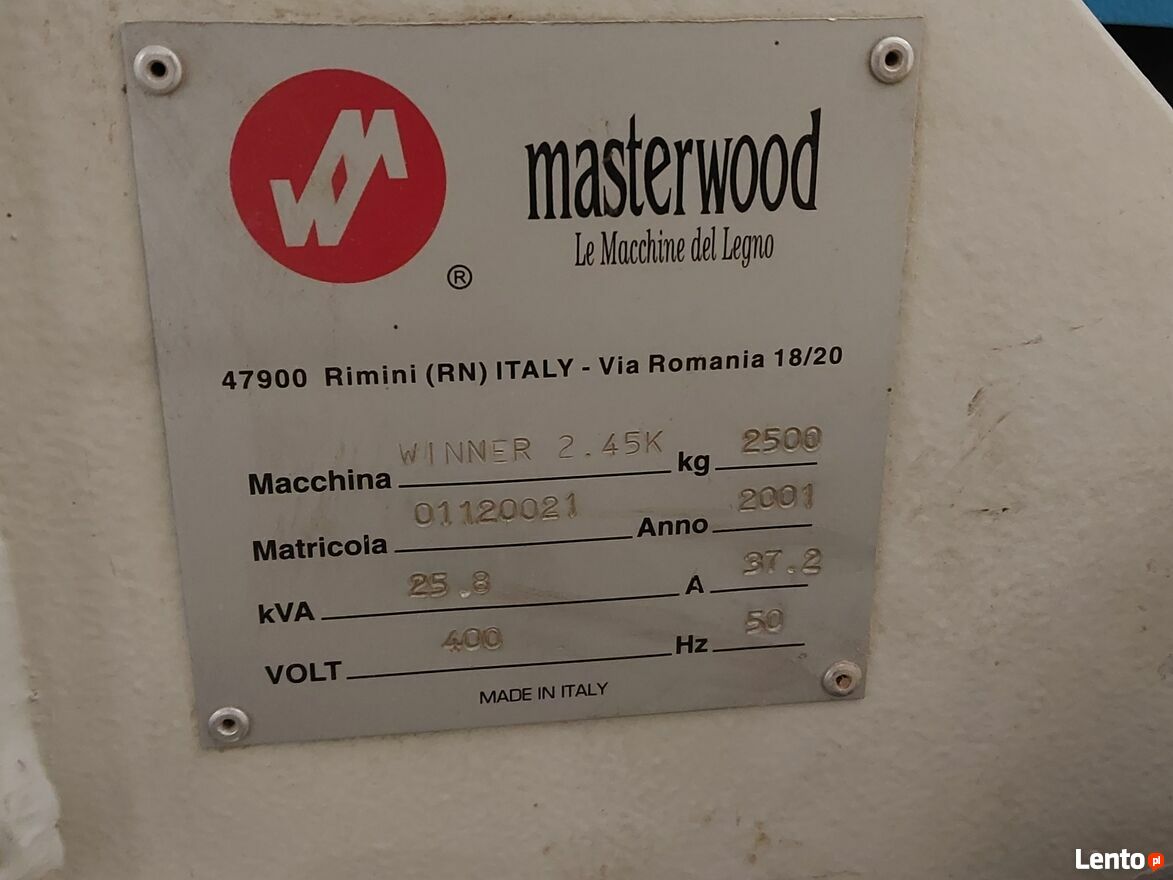 masterwood
Le Macchine del Legno
®
47900 Rimini (RN) ITALY - Via Romania 18/20
Macchina WINNER 2.45K kg 2500
Matricola 01120021 Anno 2001
kVA 25.8 A 37.2
VOLT 400 Hz 50
MADE IN ITALY
Lento.pl